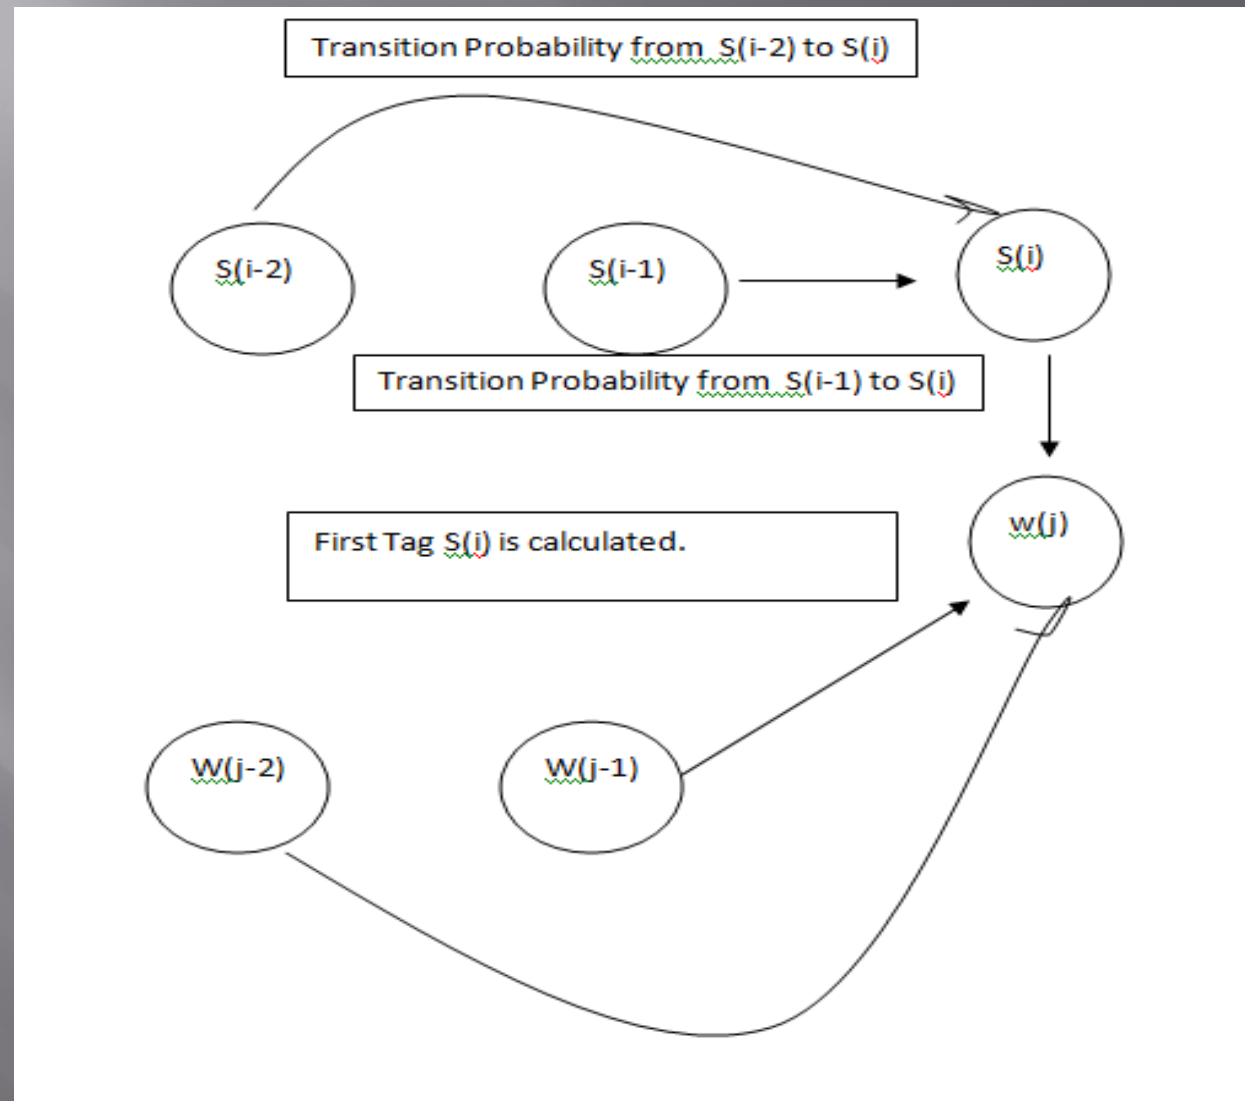 Transition Probability from  S(i-2) to S(i)
S(i-2)
S(i-1)
S(i)
Transition Probability from  S(i-1) to S(i)
First Tag S(i) is calculated.
w(j)
W(j-2)
W(j-1)